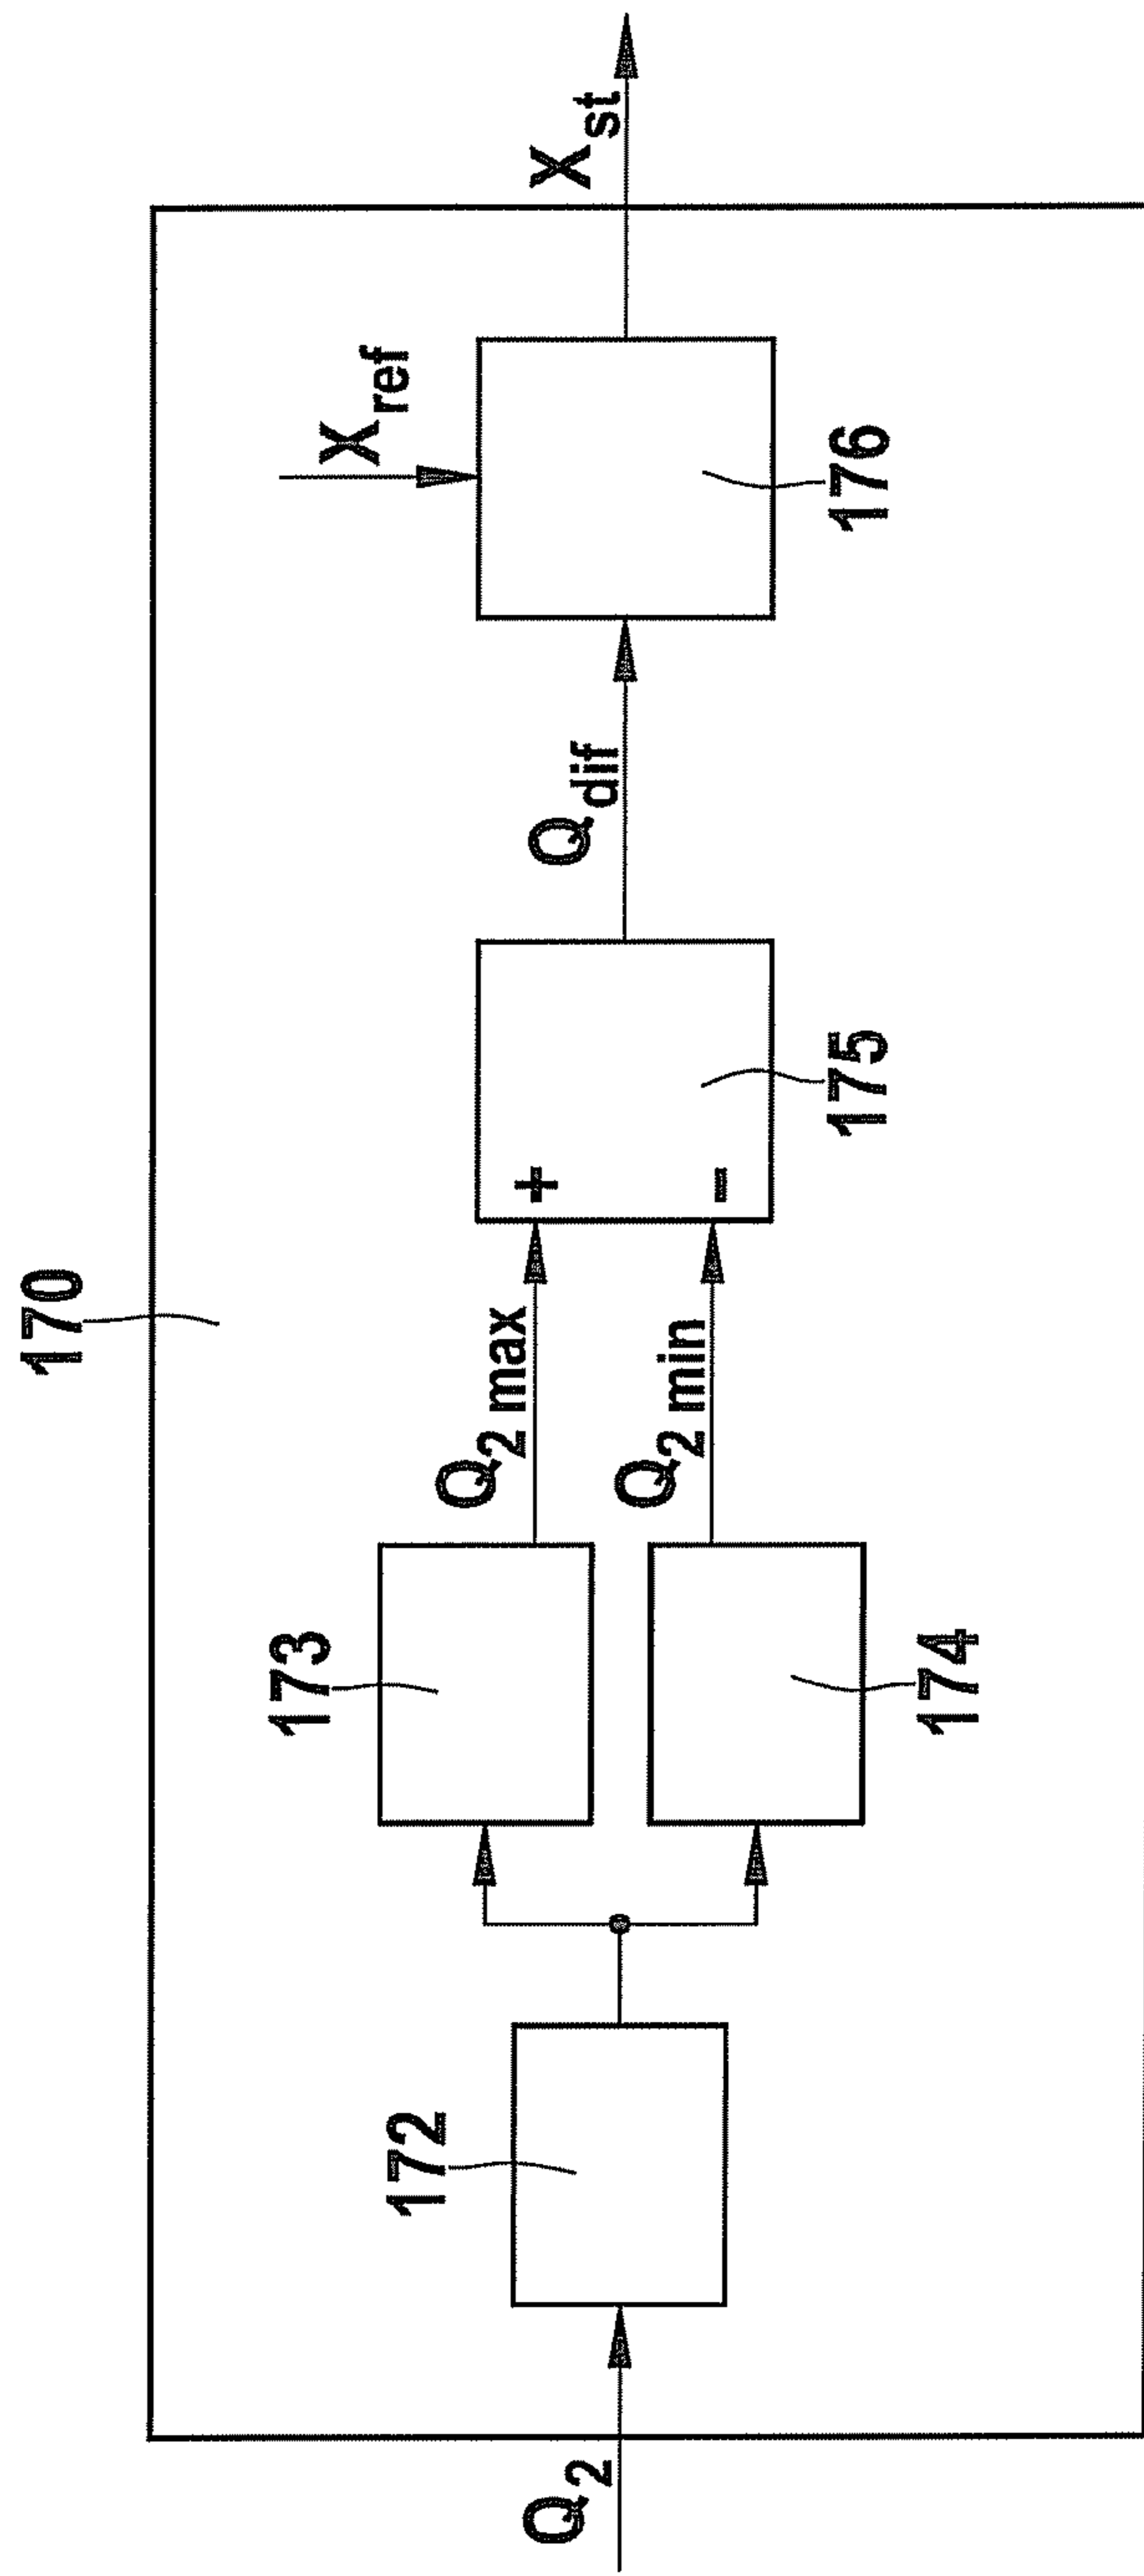 170
Q2
172
173
174
Q2 max
Q2 min
+
−
175
Qdif
Xref
176
Xst